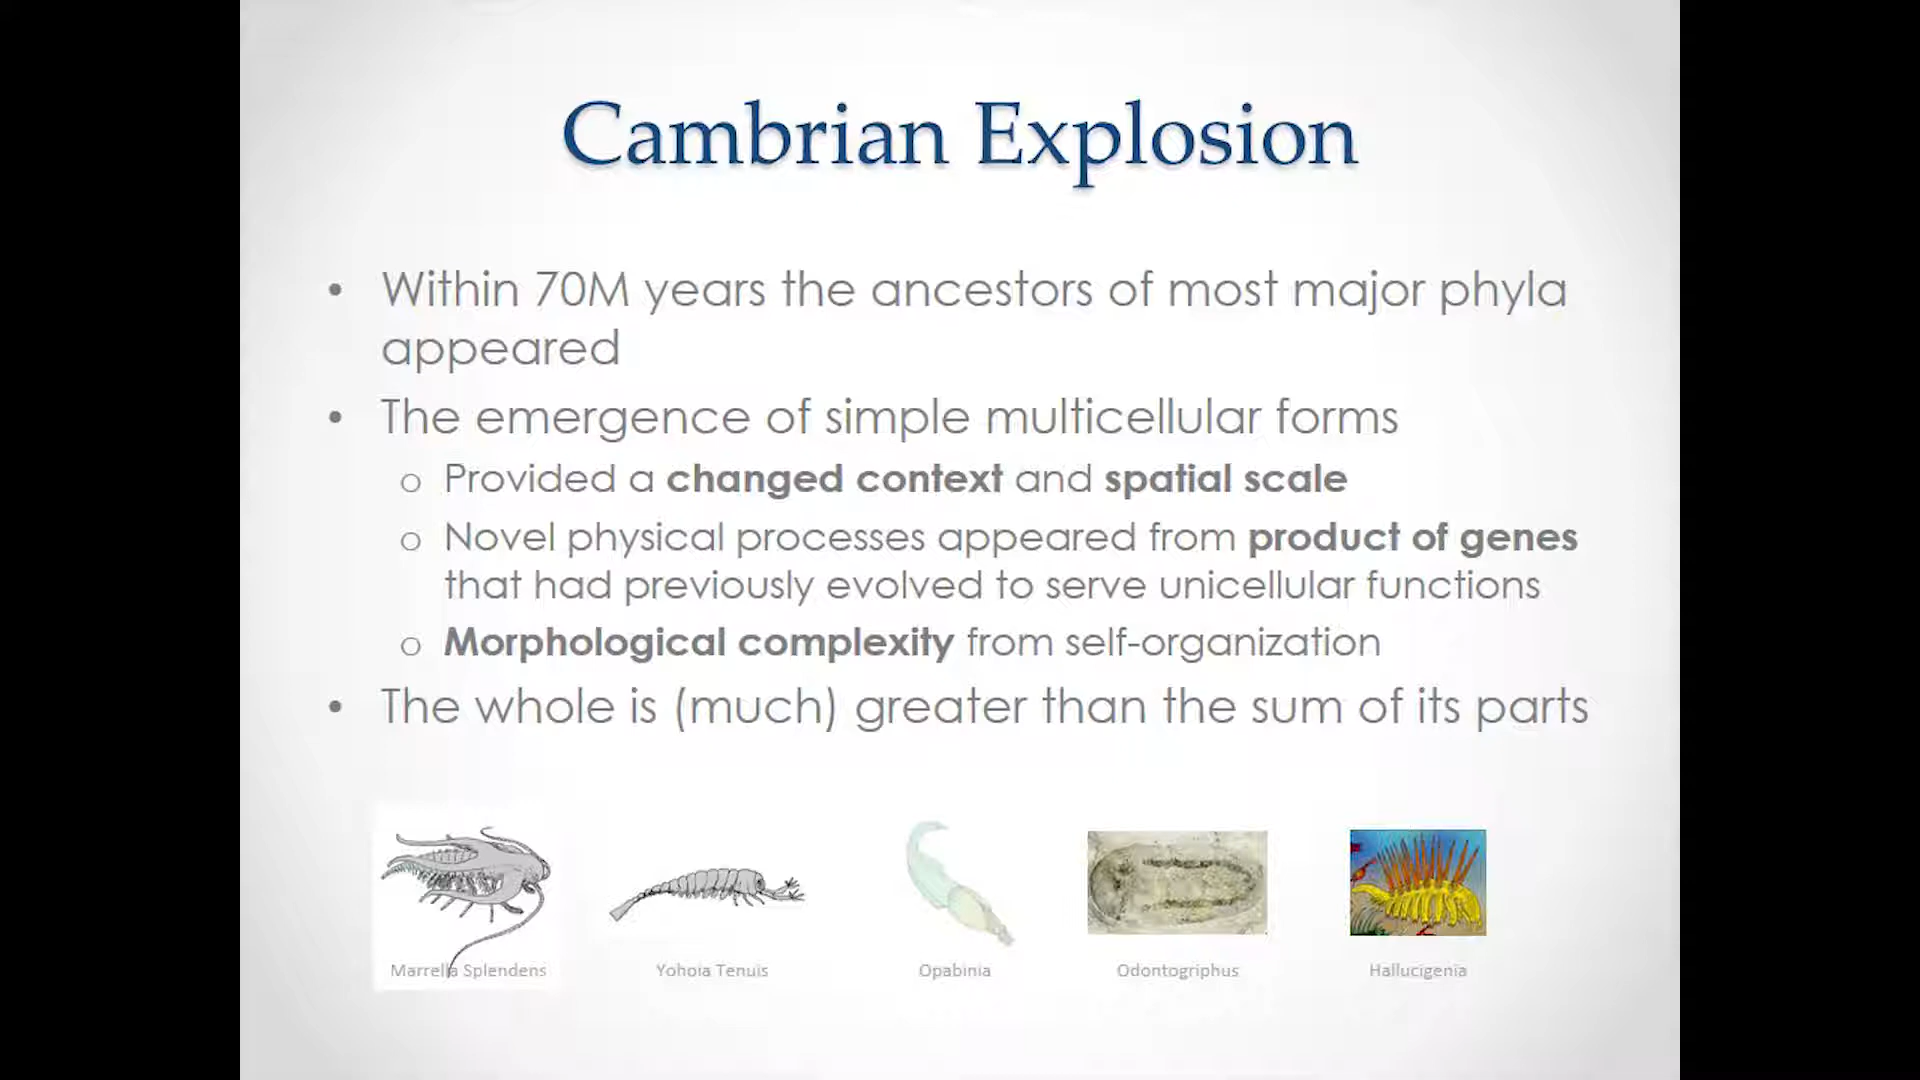 Cambrian Explosion
• Within 70M years the ancestors of most major phyla
appeared
• The emergence of simple multicellular forms
o Provided a changed context and spatial scale
o Novel physical processes appeared from product of genes
that had previously evolved to serve unicellular functions
o Morphological complexity from self-organization
• The whole is (much) greater than the sum of its parts
Marrella Splendens
Yohoia Tenuis
Opabinia
Odontogriphus
Hallucigenia